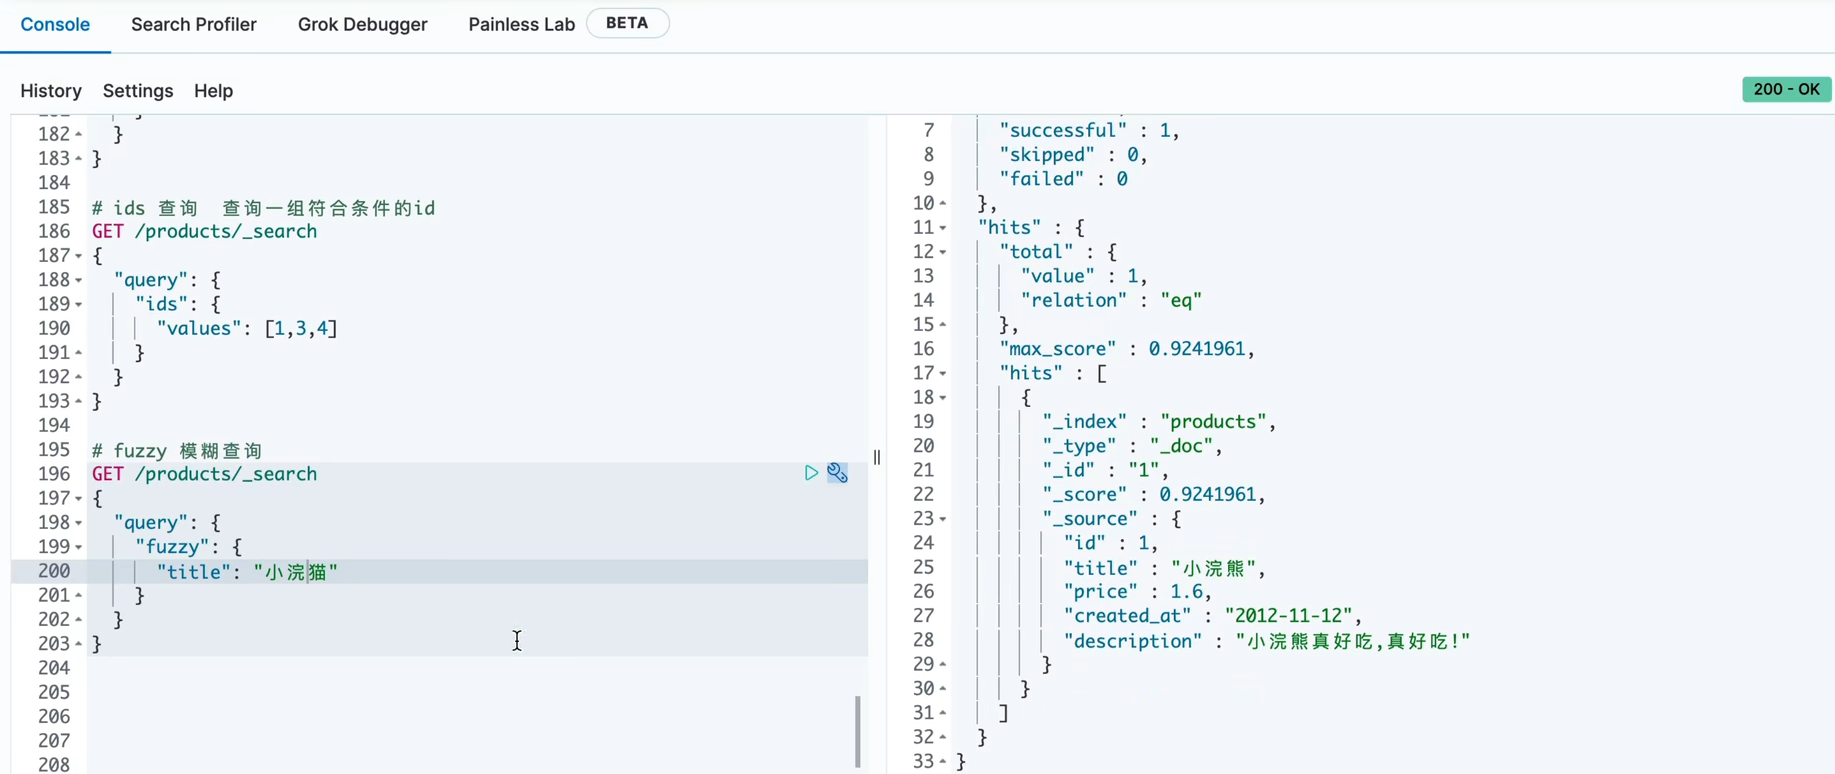 Console Search Profiler Grok Debugger Painless Lab BETA
History Settings Help 200 - OK
182 }
183 }
184
185 # ids 查询 查询一组符合条件的id
186 GET /products/_search
187 {
188 "query": {
189 "ids": {
190 "values": [1,3,4]
191 }
192 }
193 }
194
195 # fuzzy 模糊查询
196 GET /products/_search
197 {
198 "query": {
199 "fuzzy": {
200 "title": "小浣猫"
201 }
202 }
203 }
204
205
206
207
208
7 "successful" : 1,
8 "skipped" : 0,
9 "failed" : 0
10 },
11 "hits" : {
12 "total" : {
13 "value" : 1,
14 "relation" : "eq"
15 },
16 "max_score" : 0.9241961,
17 "hits" : [
18 {
19 "_index" : "products",
20 "_type" : "_doc",
21 "_id" : "1",
22 "_score" : 0.9241961,
23 "_source" : {
24 "id" : 1,
25 "title" : "小浣熊",
26 "price" : 1.6,
27 "created_at" : "2012-11-12",
28 "description" : "小浣熊真好吃,真好吃!"
29 }
30 }
31 ]
32 }
33 }